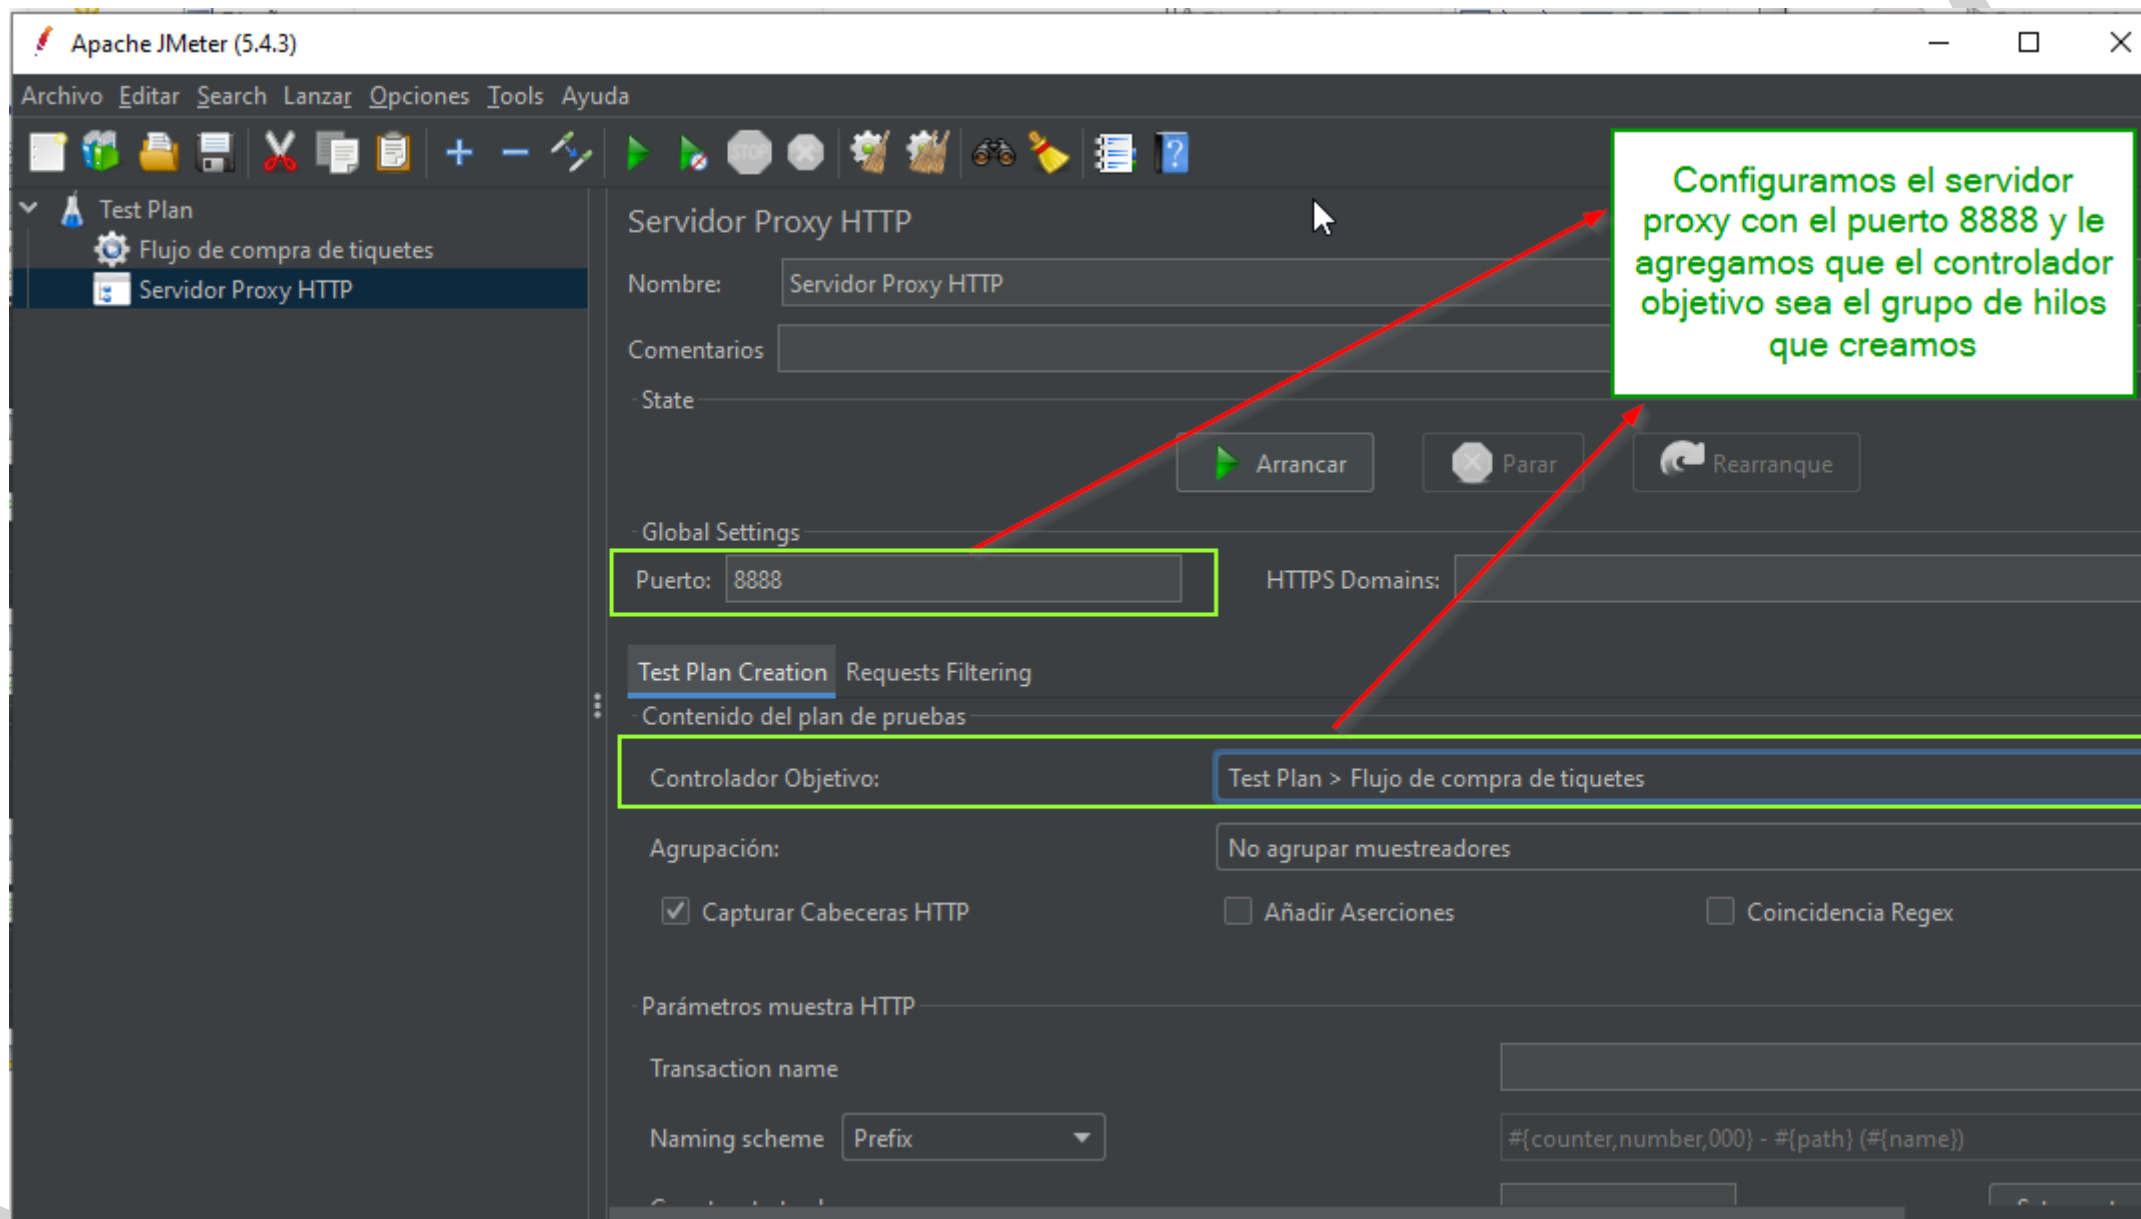 Apache JMeter (5.4.3)
Archivo Editar Search Lanzar Opciones Tools Ayuda
STOP
Test Plan
Flujo de compra de tiquetes
Servidor Proxy HTTP
Servidor Proxy HTTP
Nombre: Servidor Proxy HTTP
Comentarios
State
Arrancar Parar Rearranque
Global Settings
Puerto: 8888 HTTPS Domains:
Test Plan Creation Requests Filtering
Contenido del plan de pruebas
Controlador Objetivo: Test Plan > Flujo de compra de tiquetes
Agrupación: No agrupar muestreadores
Capturar Cabeceras HTTP Añadir Aserciones Coincidencia Regex
Parámetros muestra HTTP
Transaction name
Naming scheme Prefix #{counter,number,000} - #{path} (#{name})
Configuramos el servidor
proxy con el puerto 8888 y le
agregamos que el controlador
objetivo sea el grupo de hilos
que creamos